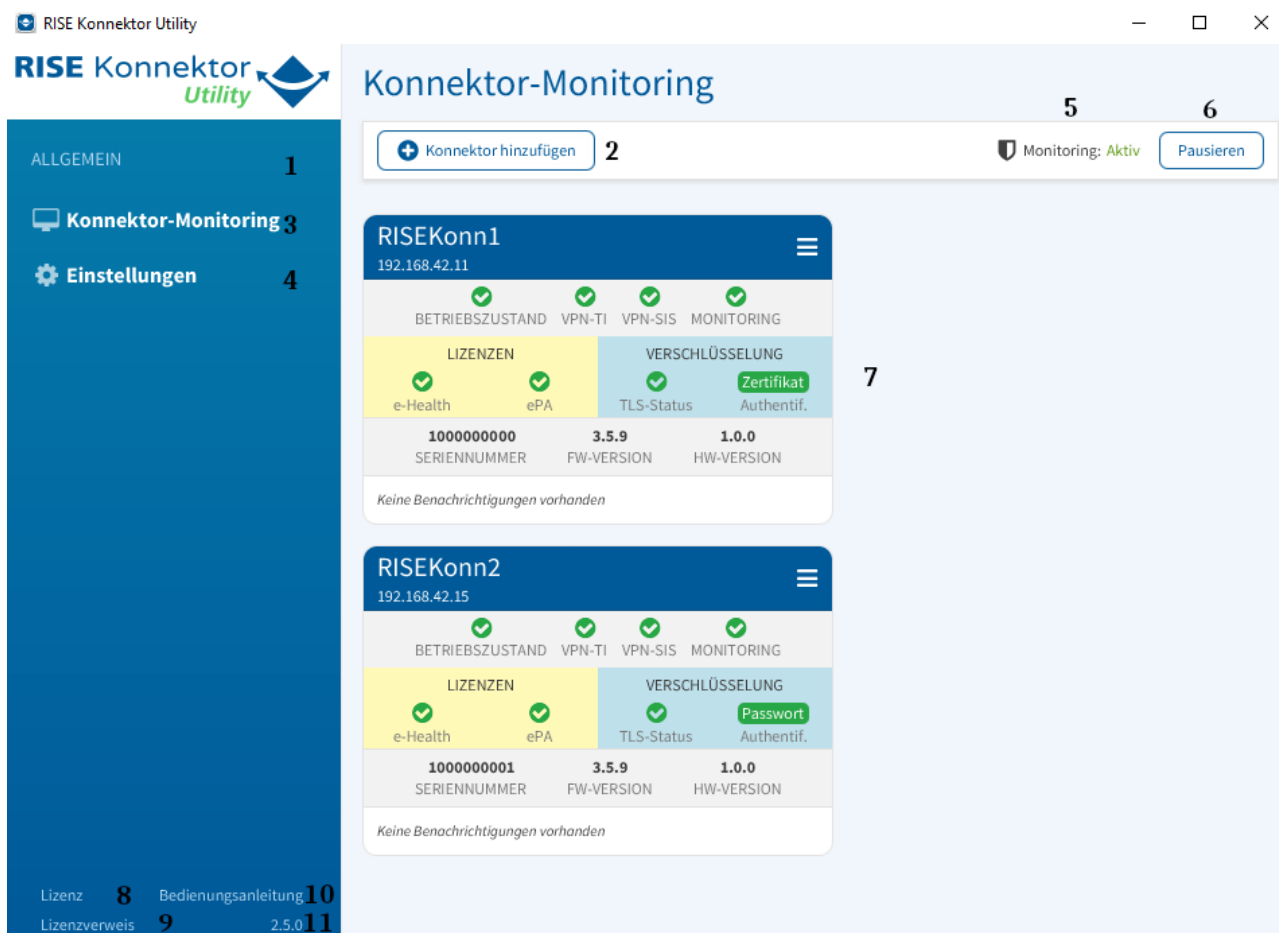 RISE Konnektor Utility
RISE Konnektor
Utility
Konnektor-Monitoring
5 6
ALLGEMEIN 1
Konnektor hinzufügen 2 Monitoring: Aktiv Pausieren
Konnektor-Monitoring 3
Einstellungen 4
RISEKonn1
192.168.42.11
BETRIEBSZUSTAND VPN-TI VPN-SIS MONITORING
LIZENZEN VERSCHLÜSSELUNG
7
Zertifikat
e-Health ePA TLS-Status Authentif.
1000000000 3.5.9 1.0.0
SERIENNUMMER FW-VERSION HW-VERSION
Keine Benachrichtigungen vorhanden
RISEKonn2
192.168.42.15
BETRIEBSZUSTAND VPN-TI VPN-SIS MONITORING
LIZENZEN VERSCHLÜSSELUNG
Passwort
e-Health ePA TLS-Status Authentif.
1000000001 3.5.9 1.0.0
SERIENNUMMER FW-VERSION HW-VERSION
Keine Benachrichtigungen vorhanden
Lizenz 8 Bedienungsanleitung 10
Lizenzverweis 9 2.5.0 11